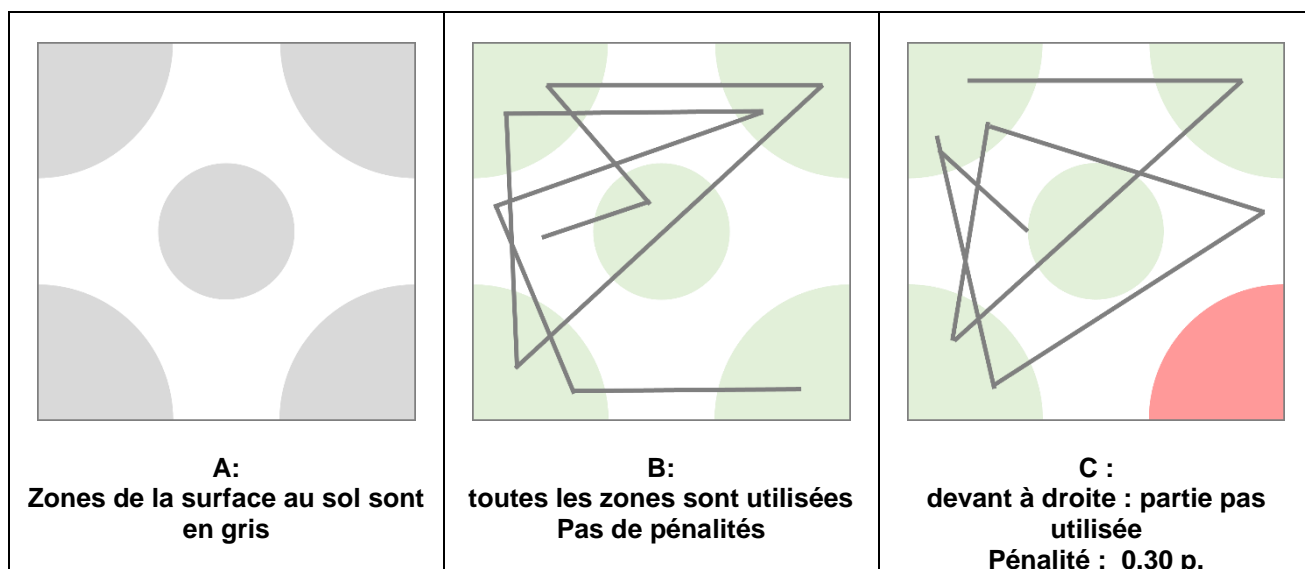 A:
Zones de la surface au sol sont
en gris
B:
toutes les zones sont utilisées
Pas de pénalités
C :
devant à droite : partie pas
utilisée
Pénalité : 0.30 p.